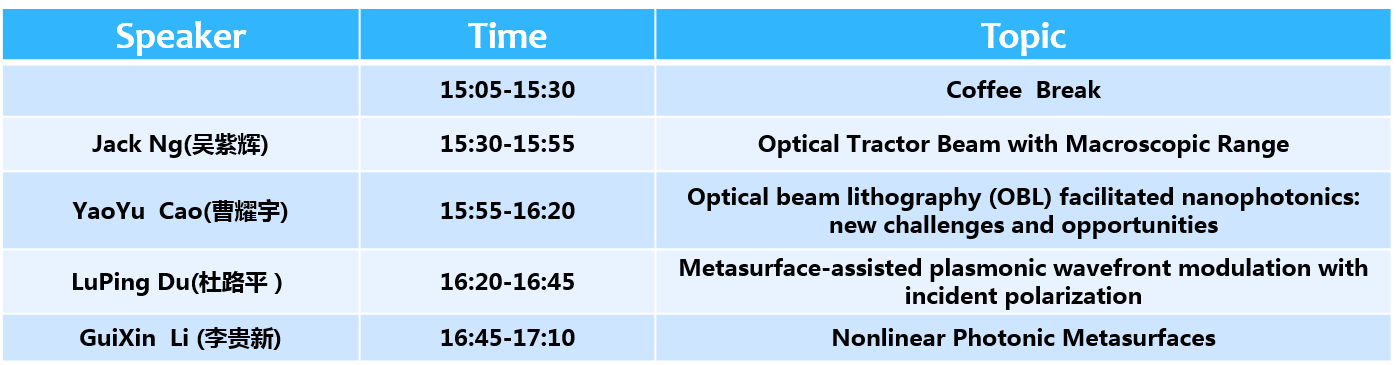 Speaker Time Topic
15:05-15:30 Coffee Break
Jack Ng(吴紫辉) 15:30-15:55 Optical Tractor Beam with Macroscopic Range
YaoYu Cao(曹耀宇) 15:55-16:20 Optical beam lithography (OBL) facilitated nanophotonics:
new challenges and opportunities
LuPing Du(杜路平 ) 16:20-16:45 Metasurface-assisted plasmonic wavefront modulation with
incident polarization
GuiXin Li (李贵新) 16:45-17:10 Nonlinear Photonic Metasurfaces